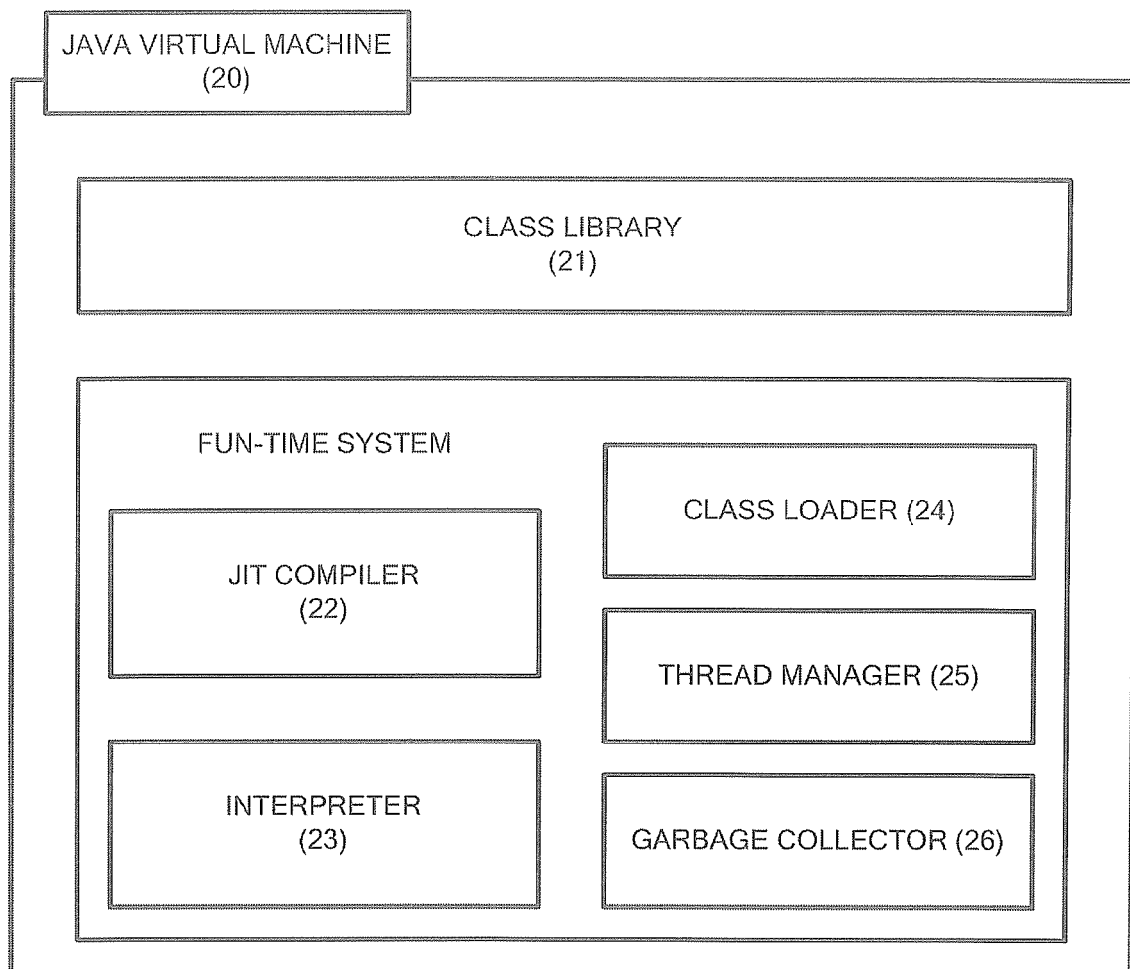 JAVA VIRTUAL MACHINE
(20)
CLASS LIBRARY
(21)
FUN-TIME SYSTEM
JIT COMPILER
(22)
INTERPRETER
(23)
CLASS LOADER (24)
THREAD MANAGER (25)
GARBAGE COLLECTOR (26)